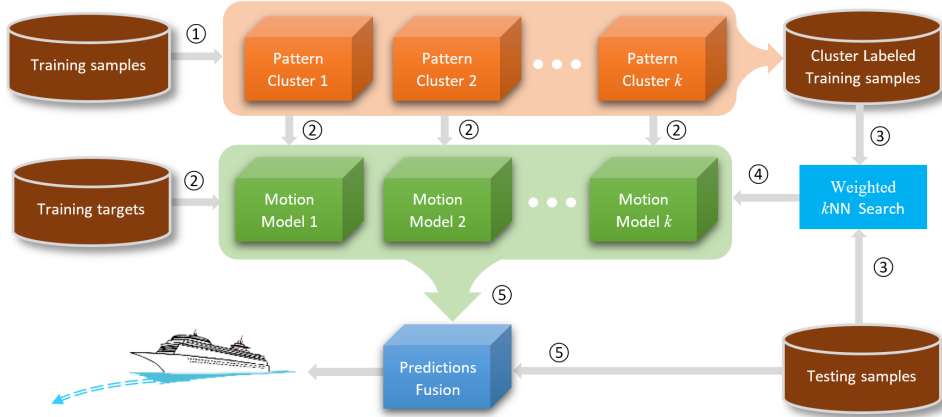 Training samples
①
Pattern
Cluster 1
Pattern
Cluster 2
Pattern
Cluster k
Cluster Labeled
Training samples
②
②
②
③
Training targets
②
Motion
Model 1
Motion
Model 2
Motion
Model k
④
Weighted
kNN Search
③
⑤
Predictions
Fusion
⑤
Testing samples